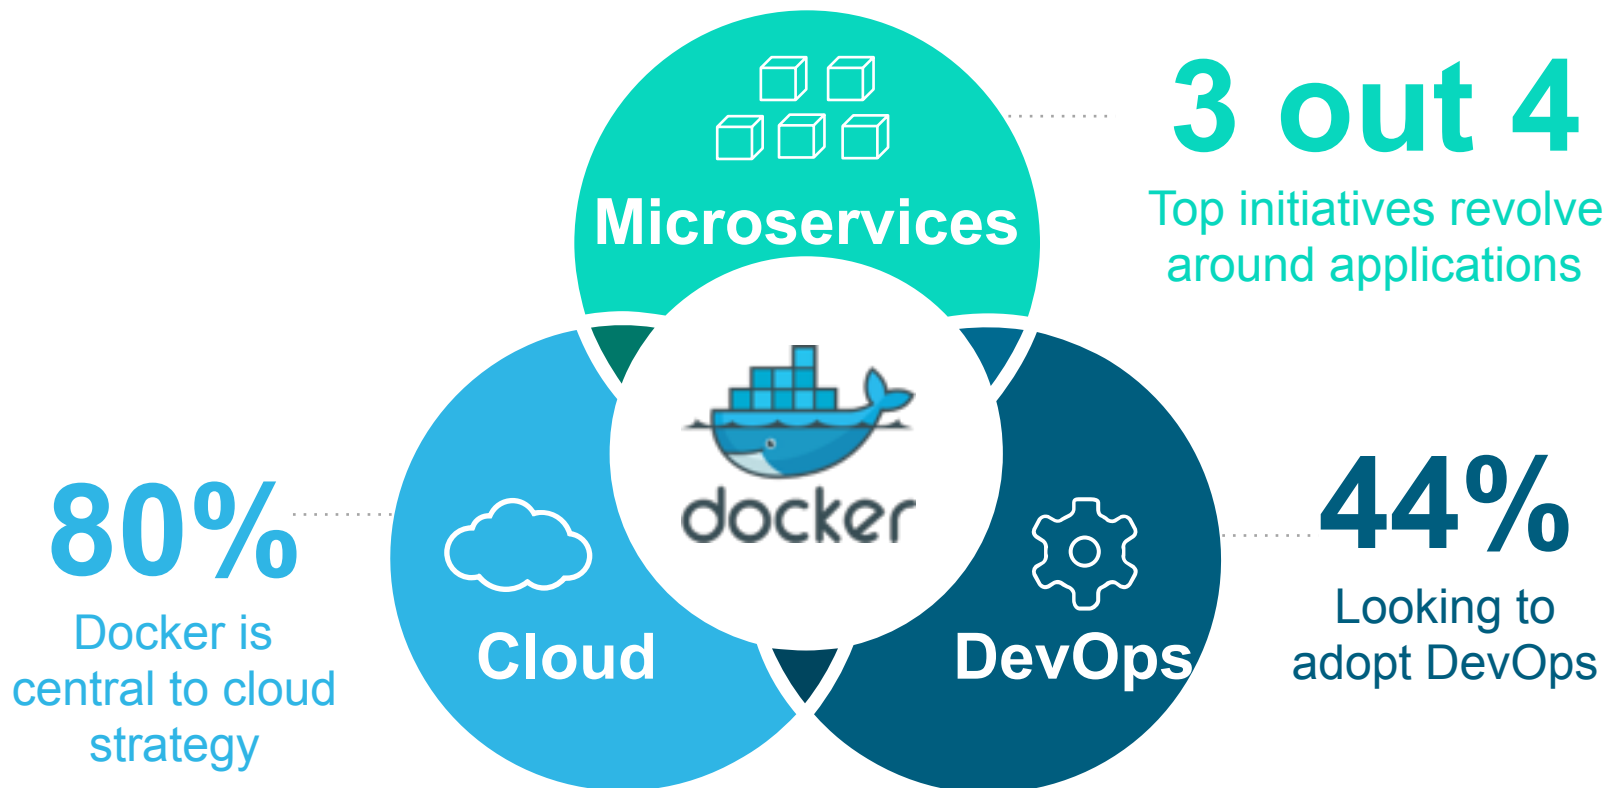 Microservices
3 out 4
Top initiatives revolve
around applications
docker
80%
Docker is
central to cloud
strategy
Cloud
DevOps
44%
Looking to
adopt DevOps